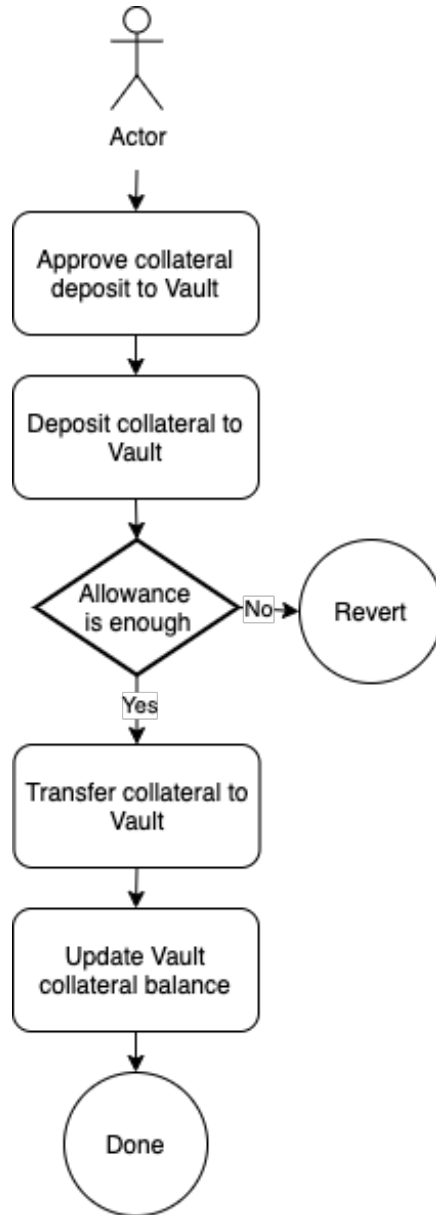 Actor
Approve collateral
deposit to Vault
Deposit collateral to
Vault
Allowance
is enough
No
Revert
Yes
Transfer collateral to
Vault
Update Vault
collateral balance
Done